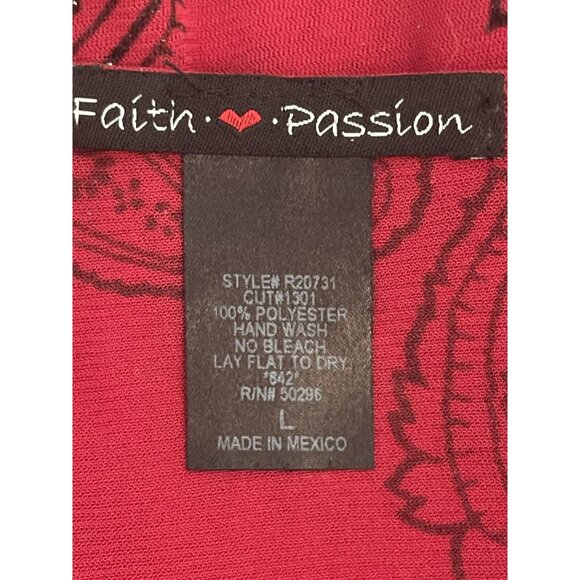 Faith · ❤ · Passion
STYLE# R20731
CUT#1301
100% POLYESTER
HAND WASH
NO BLEACH
LAY FLAT TO DRY
"842"
R/N# 50296
L
MADE IN MEXICO